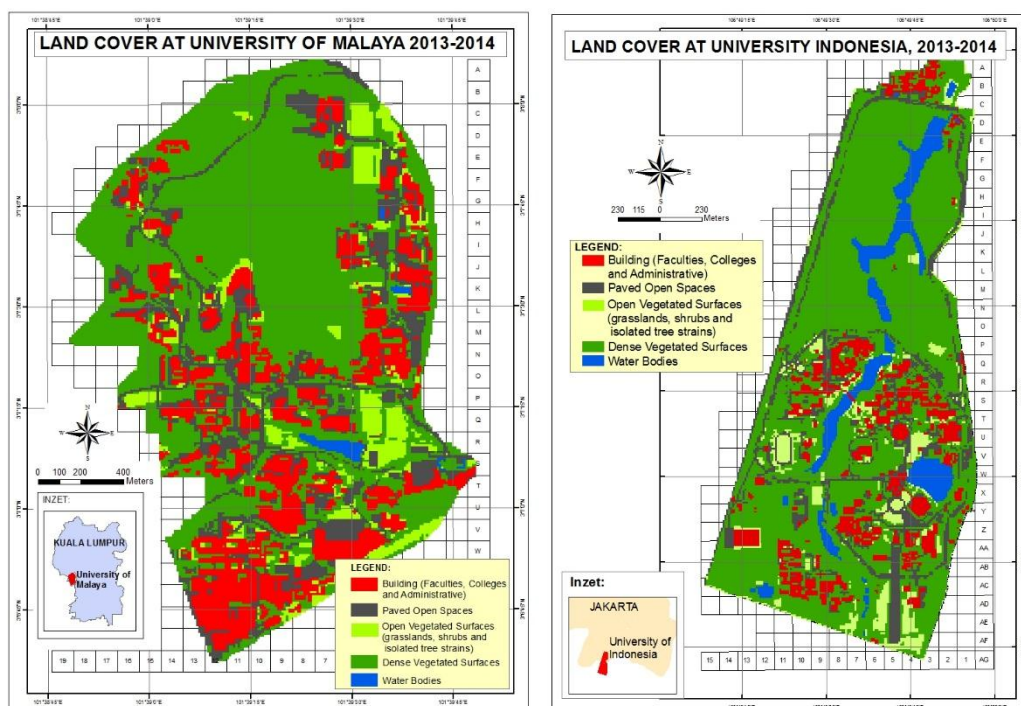 LAND COVER AT UNIVERSITY OF MALAYA 2013-2014
A
B
C
D
E
F
G
H
I
J
K
L
M
N
O
P
Q
R
S
T
U
V
W
N
W E
S
0 100 200 400
Meters
INZET:
KUALA LUMPUR
University of
Malaya
LEGEND:
Building (Faculties, Colleges
and Administrative)
Paved Open Spaces
Open Vegetated Surfaces
(grasslands, shrubs and
isolated tree strains)
Dense Vegetated Surfaces
Water Bodies
19 18 17 16 15 14 13 12 11 10 9 8 7
LAND COVER AT UNIVERSITY INDONESIA, 2013-2014
A
B
C
D
E
F
G
H
I
J
K
L
M
N
O
P
Q
R
S
T
U
V
W
X
Y
Z
AA
AB
AC
AD
AE
AF
AG
N
W E
S
230 115 0 230
Meters
LEGEND:
Building (Faculties, Colleges
and Administrative)
Paved Open Spaces
Open Vegetated Surfaces
(grasslands, shrubs and
isolated tree strains)
Dense Vegetated Surfaces
Water Bodies
Inzet:
JAKARTA
University of
Indonesia
15 14 13 12 11 10 9 8 7 6 5 4 3 2 1